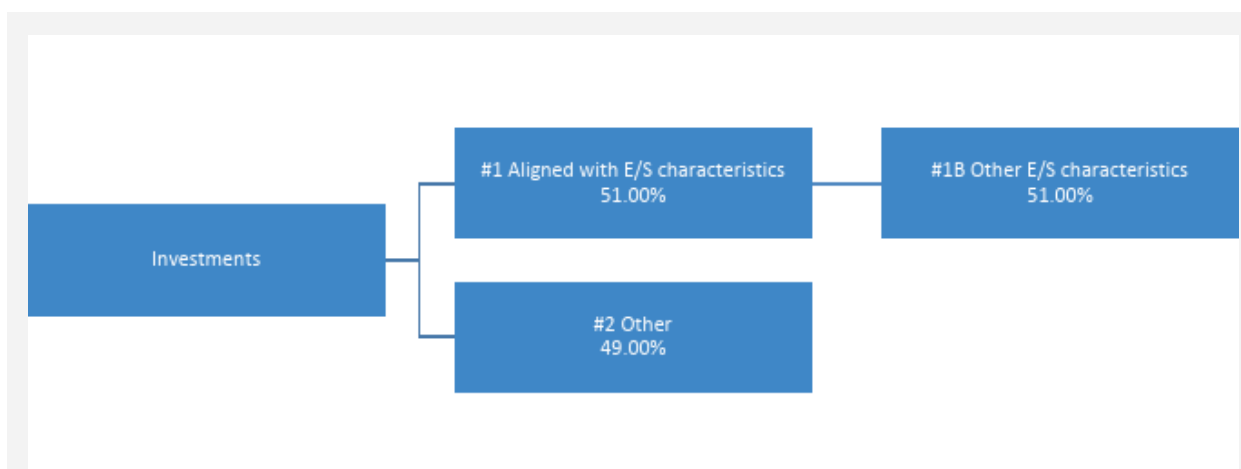 #1 Aligned with E/S characteristics
51.00%
#1B Other E/S characteristics
51.00%
Investments
#2 Other
49.00%